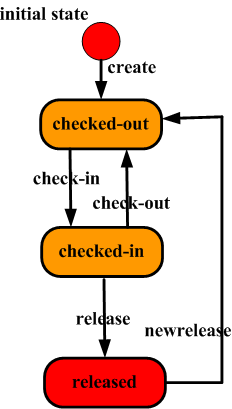 initial state
create
checked-out
check-in
check-out
checked-in
release
newrelease
released